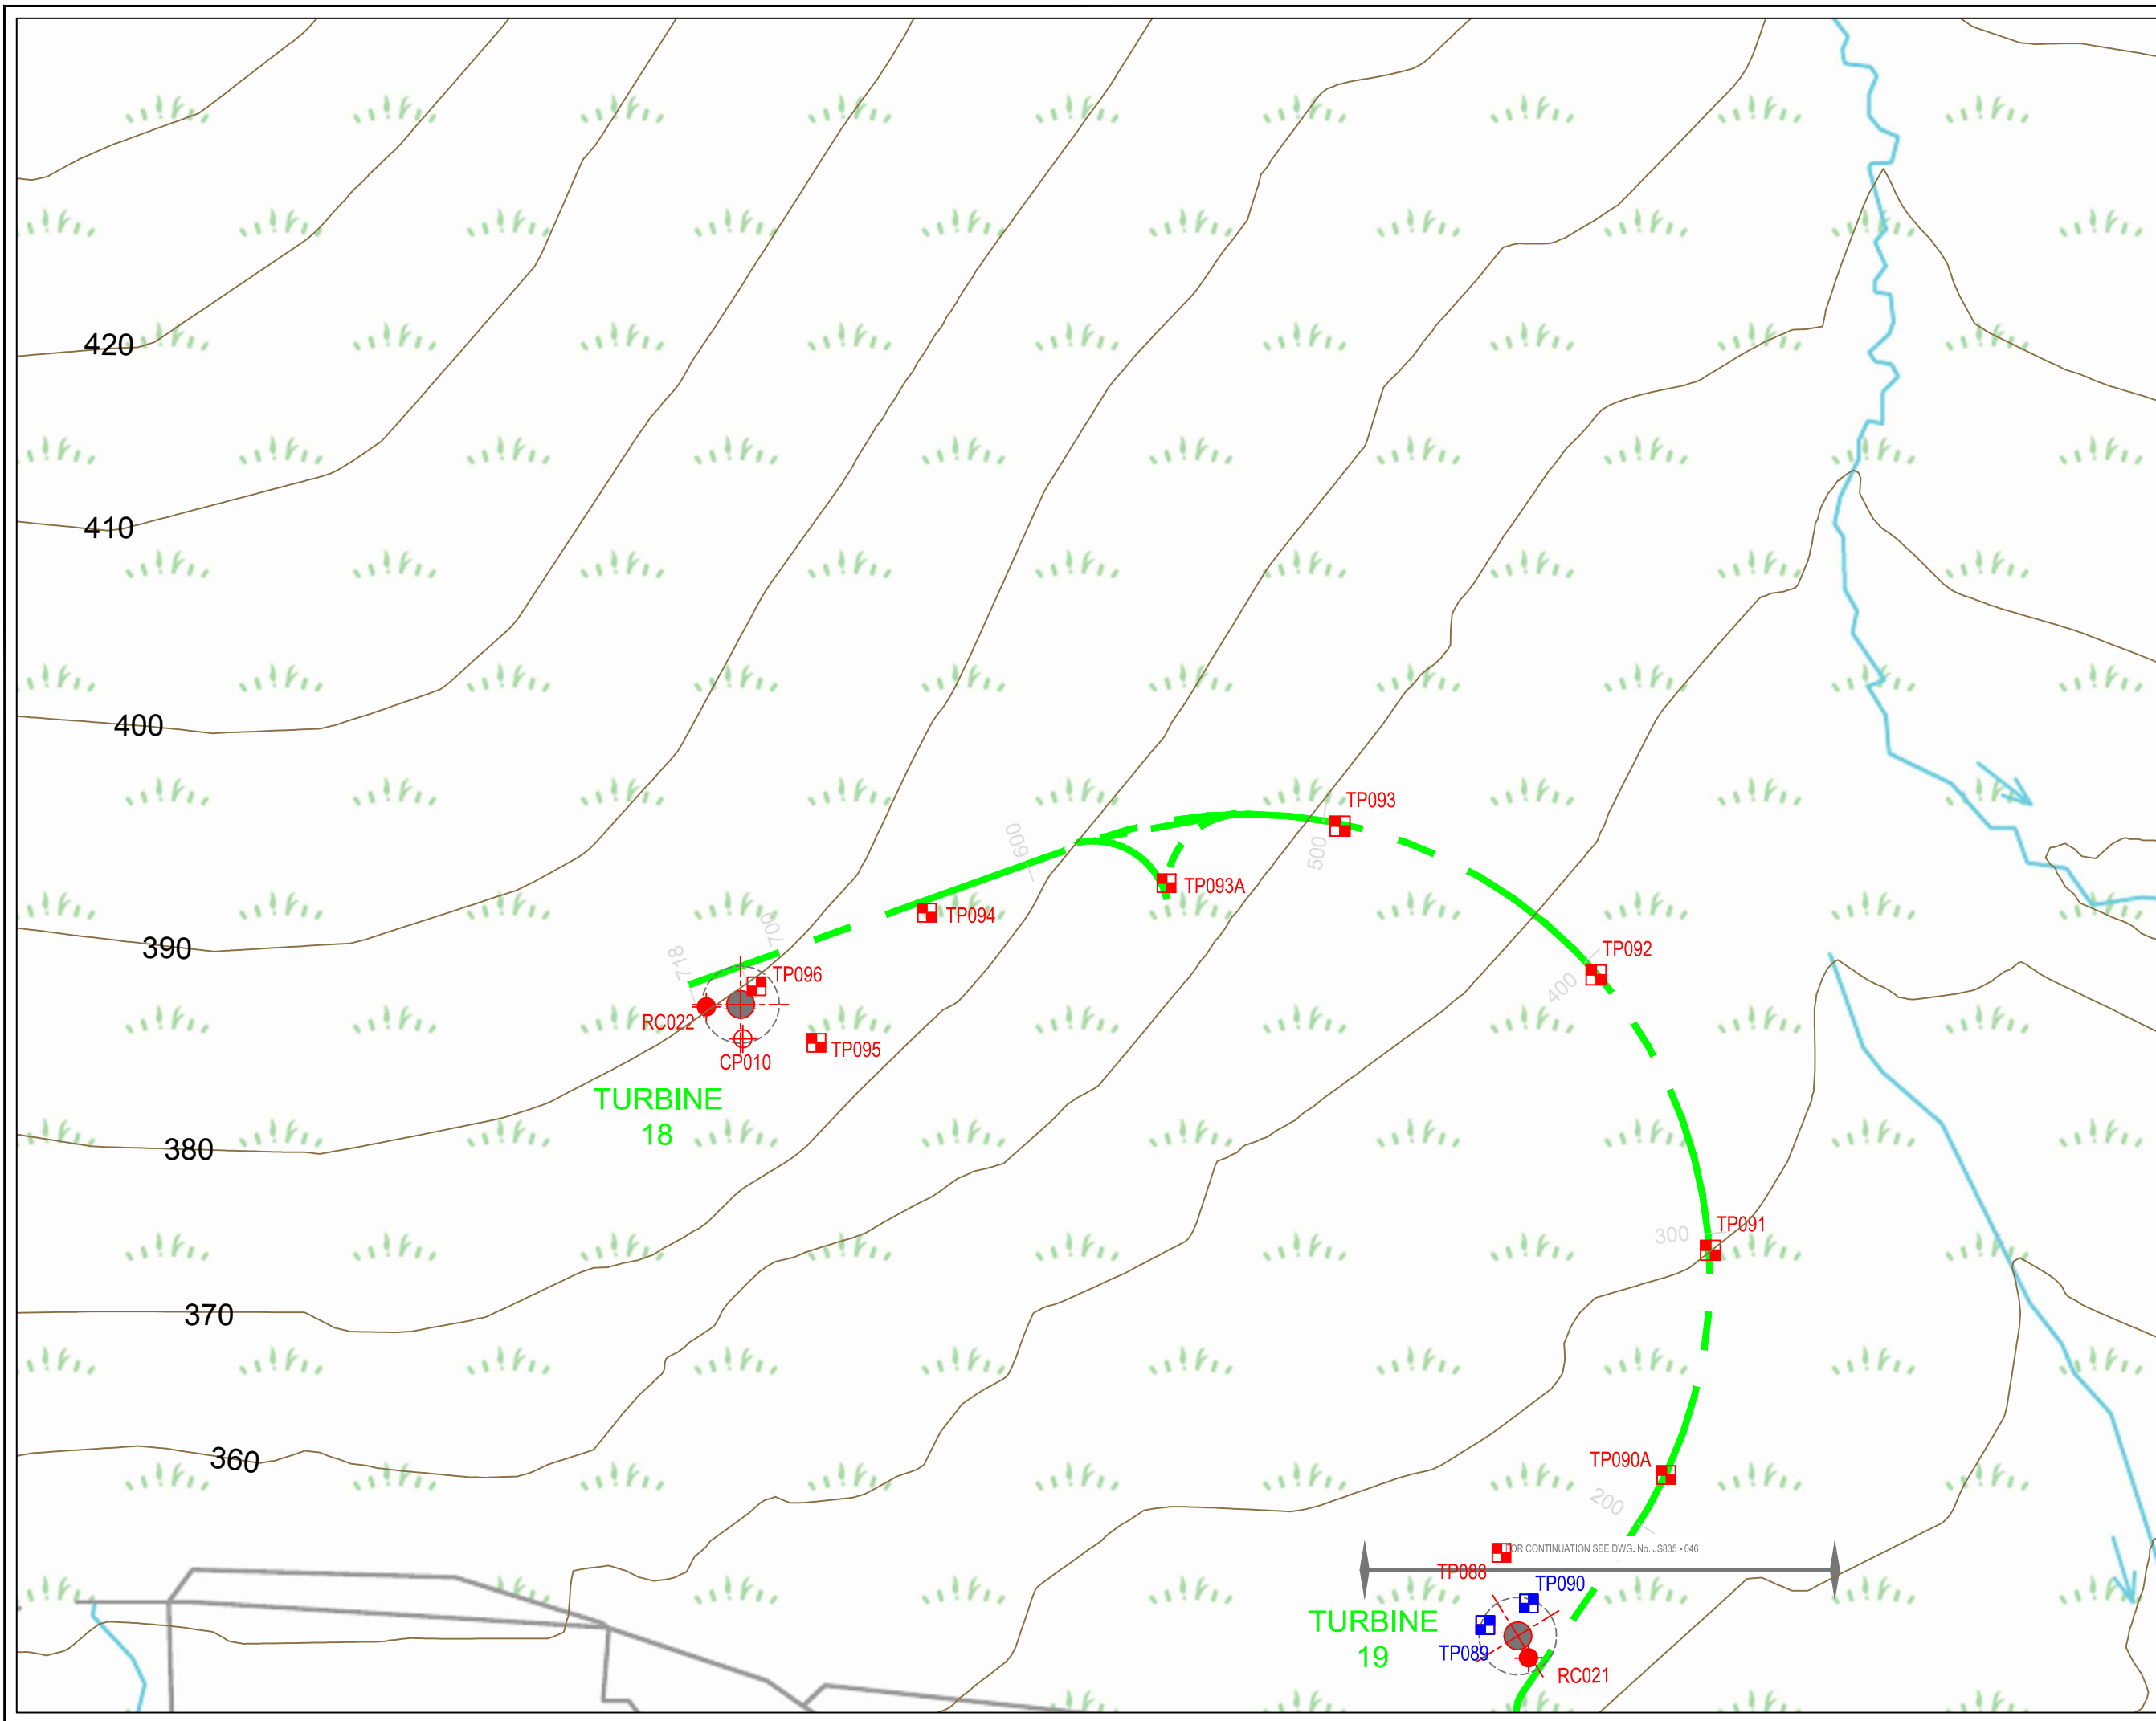 420
410
400
390
380
370
360
TP093
TP093A
TP094
TP092
TP096
RC022
TP095
CP010
TURBINE
18
600
500
700
718
400
300
TP091
TP090A
200
FOR CONTINUATION SEE DWG. No. JS835 - 046
TP088
TP090
TURBINE
19
TP089
RC021